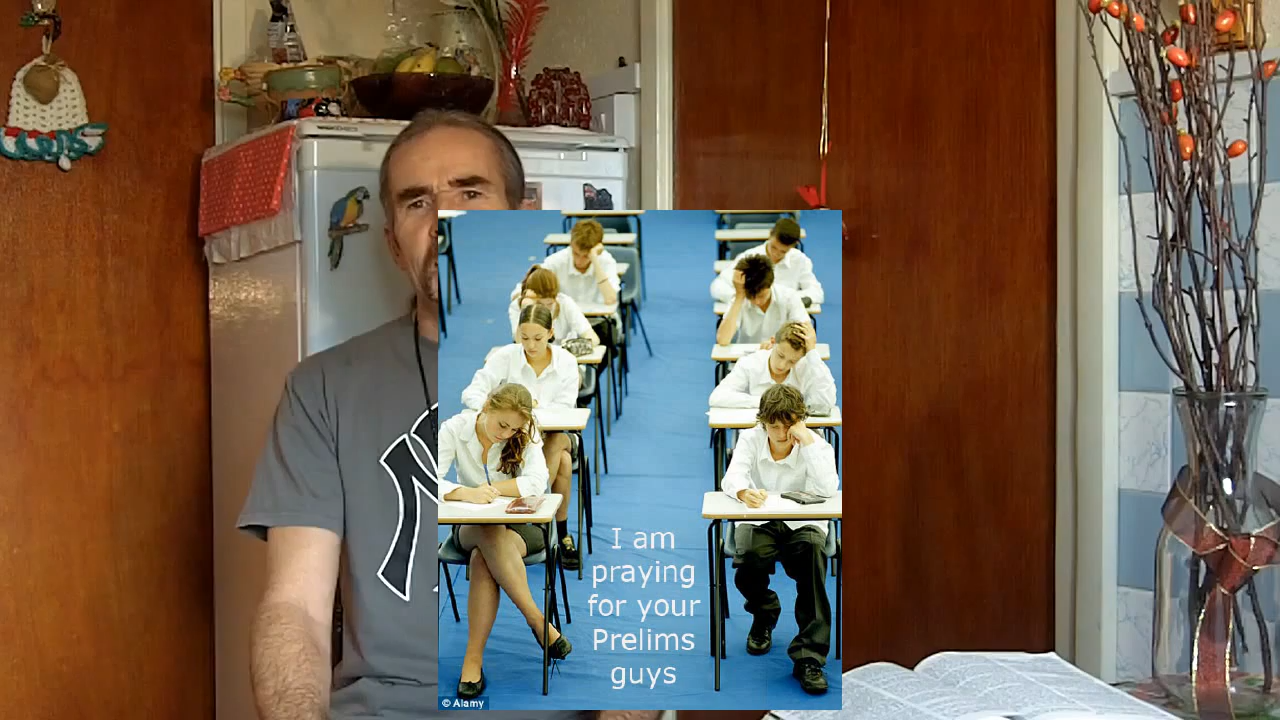 I am
praying
for your
Prelims
guys
© Alamy